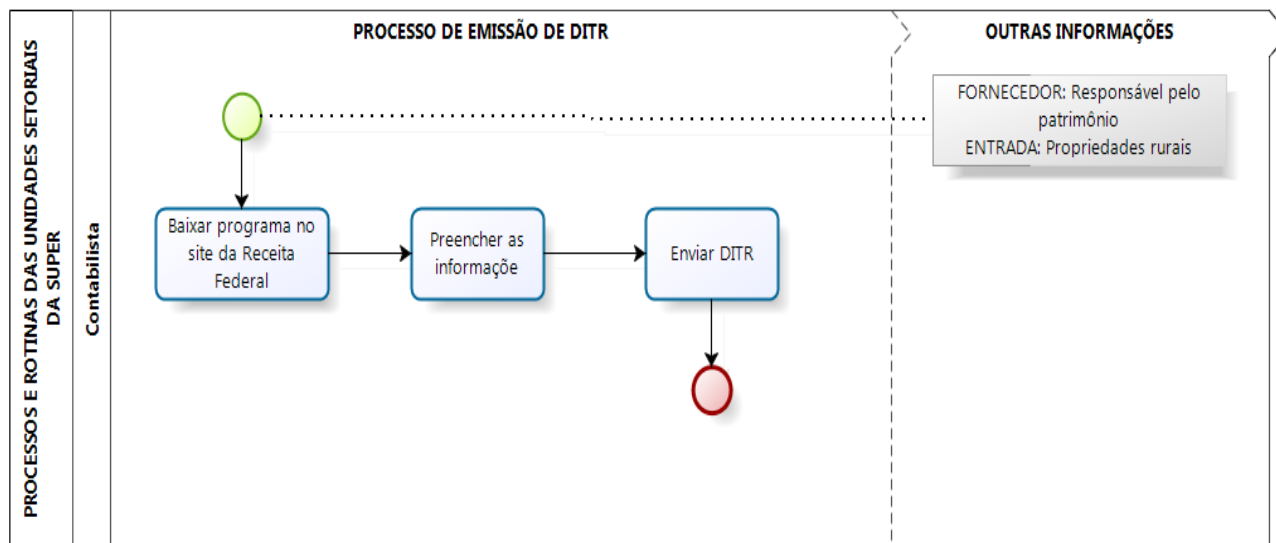 PROCESSOS E ROTINAS DAS UNIDADES SETORIAIS
DA SUPER
Contabilista
PROCESSO DE EMISSÃO DE DITR
OUTRAS INFORMAÇÕES
FORNECEDOR: Responsável pelo
patrimônio
ENTRADA: Propriedades rurais
Baixar programa no
site da Receita
Federal
Preencher as
informaçõe
Enviar DITR